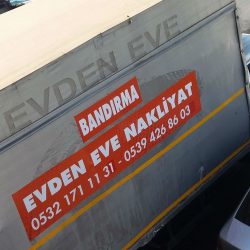 EVDEN EVE
BANDIRMA
EVDEN EVE NAKLİYAT
0532 171 11 31 - 0539 426 86 03